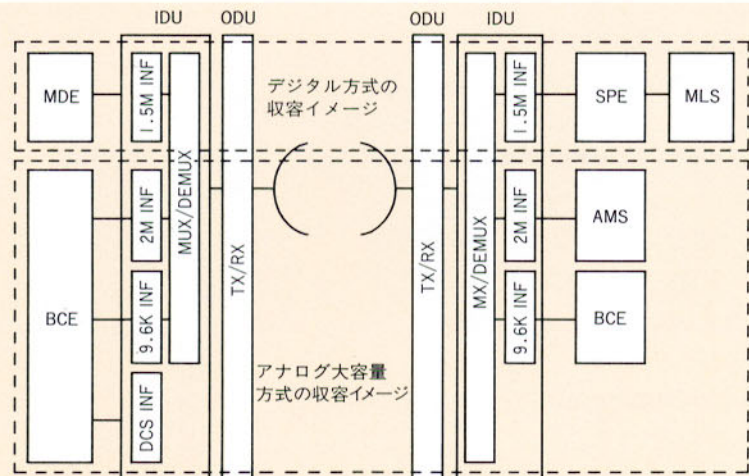 IDU ODU ODU IDU
MDE
1.5M INF
MUX/DEMUX
TX/RX
デジタル方式の
収容イメージ
TX/RX
MX/DEMUX
1.5M INF
SPE
MLS
BCE
2M INF
9.6K INF
DCS INF
アナログ大容量
方式の収容イメージ
2M INF
AMS
9.6K INF
BCE